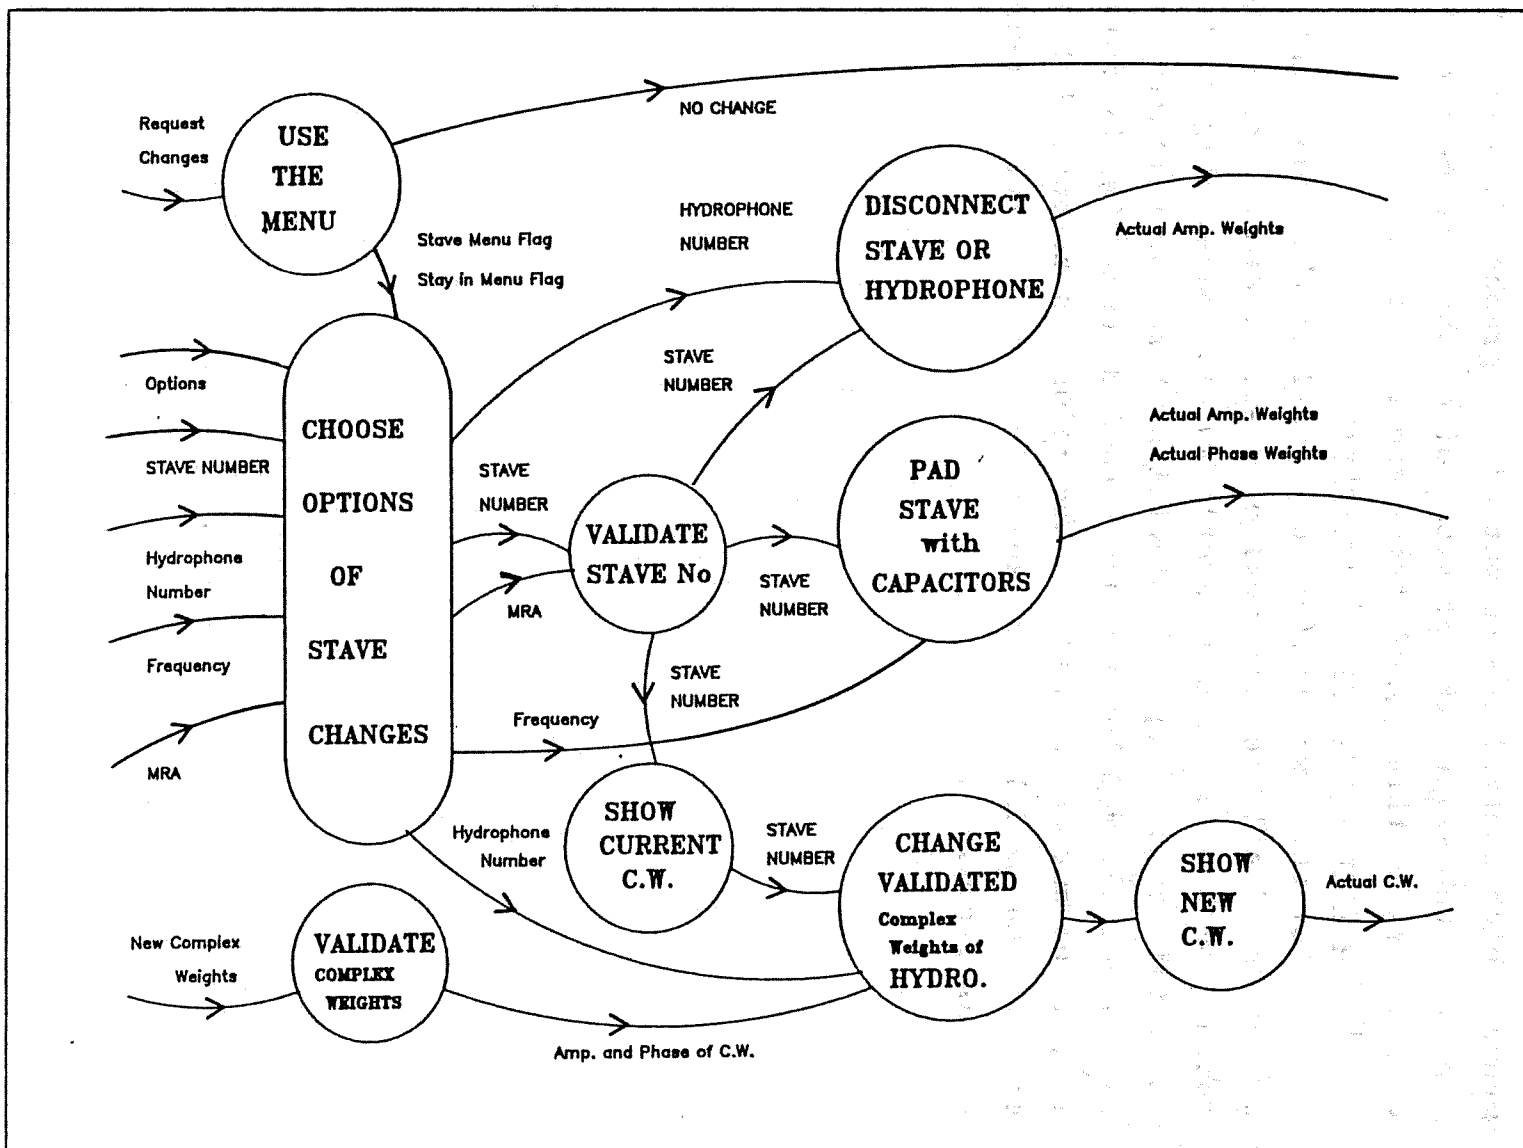 Request
Changes
USE
THE
MENU
NO CHANGE
Stave Menu Flag
Stay in Menu Flag
HYDROPHONE
NUMBER
DISCONNECT
STAVE OR
HYDROPHONE
Actual Amp. Weights
Options
STAVE NUMBER
Hydrophone
Number
Frequency
MRA
CHOOSE
OPTIONS
OF
STAVE
CHANGES
STAVE
NUMBER
STAVE
NUMBER
MRA
VALIDATE
STAVE No
STAVE
NUMBER
PAD
STAVE
with
CAPACITORS
Actual Amp. Weights
Actual Phase Weights
STAVE
NUMBER
Frequency
SHOW
CURRENT
C.W.
Hydrophone
Number
STAVE
NUMBER
CHANGE
VALIDATED
Complex
Weights of
HYDRO.
SHOW
NEW
C.W.
Actual C.W.
New Complex
Weights
VALIDATE
COMPLEX
WEIGHTS
Amp. and Phase of C.W.